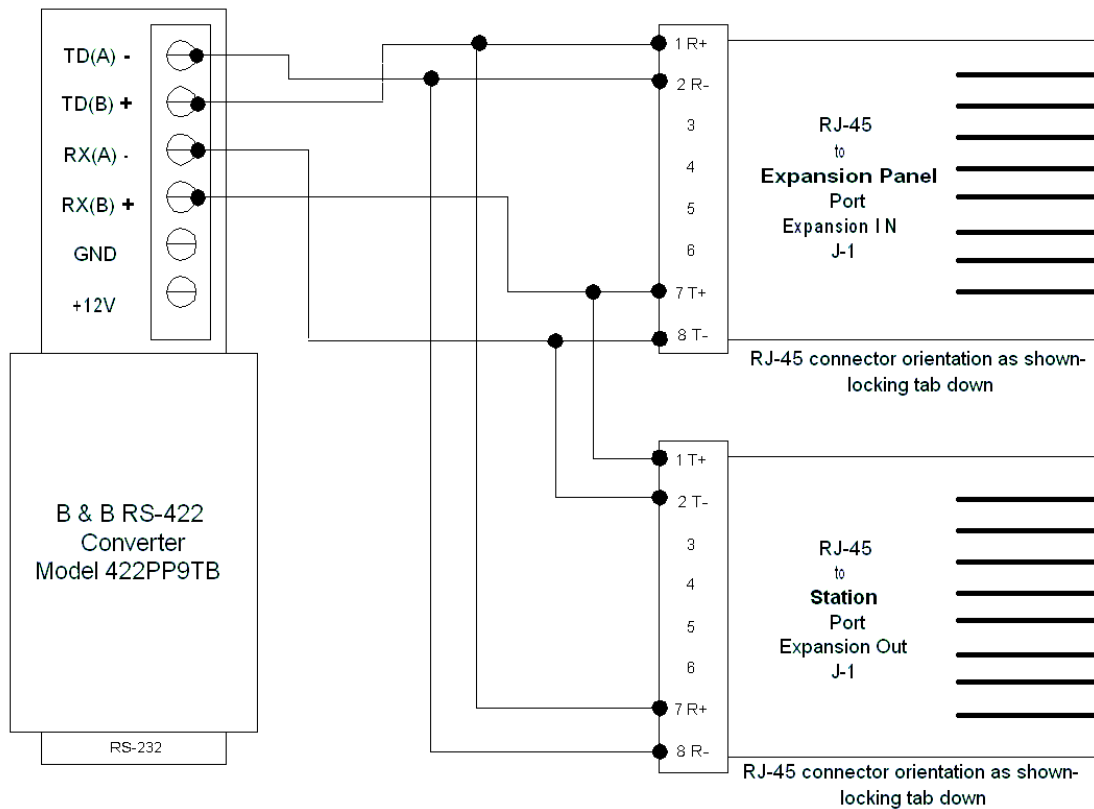 TD(A) -
TD(B) +
RX(A) -
RX(B) +
GND
+12V
B & B RS-422
Converter
Model 422PP9TB
RS-232
1 R+
2 R-
3
4
5
6
7 T+
8 T-
RJ-45
to
Expansion Panel
Port
Expansion IN
J-1
RJ-45 connector orientation as shown-
locking tab down
1 T+
2 T-
3
4
5
6
7 R+
8 R-
RJ-45
to
Station
Port
Expansion Out
J-1
RJ-45 connector orientation as shown-
locking tab down